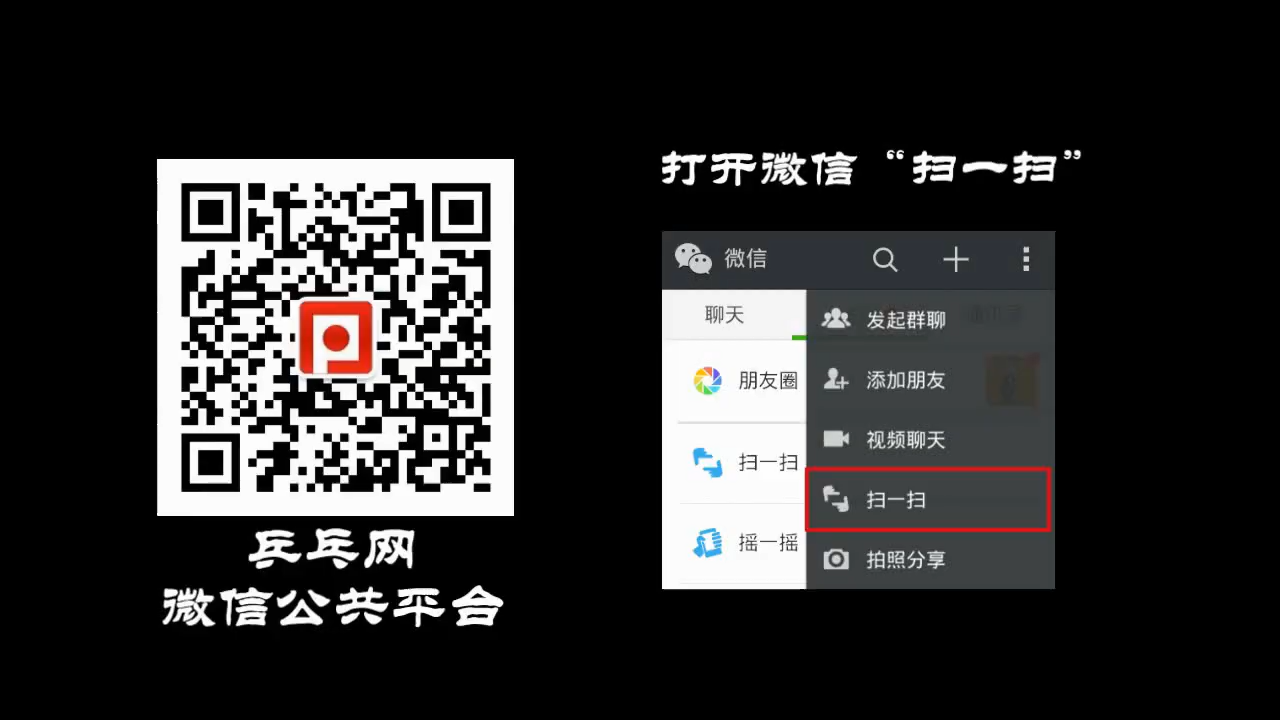 乒乓网
微信公共平台
打开微信“扫一扫”
微信
聊天
朋友圈
扫一扫
摇一摇
发起群聊
添加朋友
视频聊天
扫一扫
拍照分享